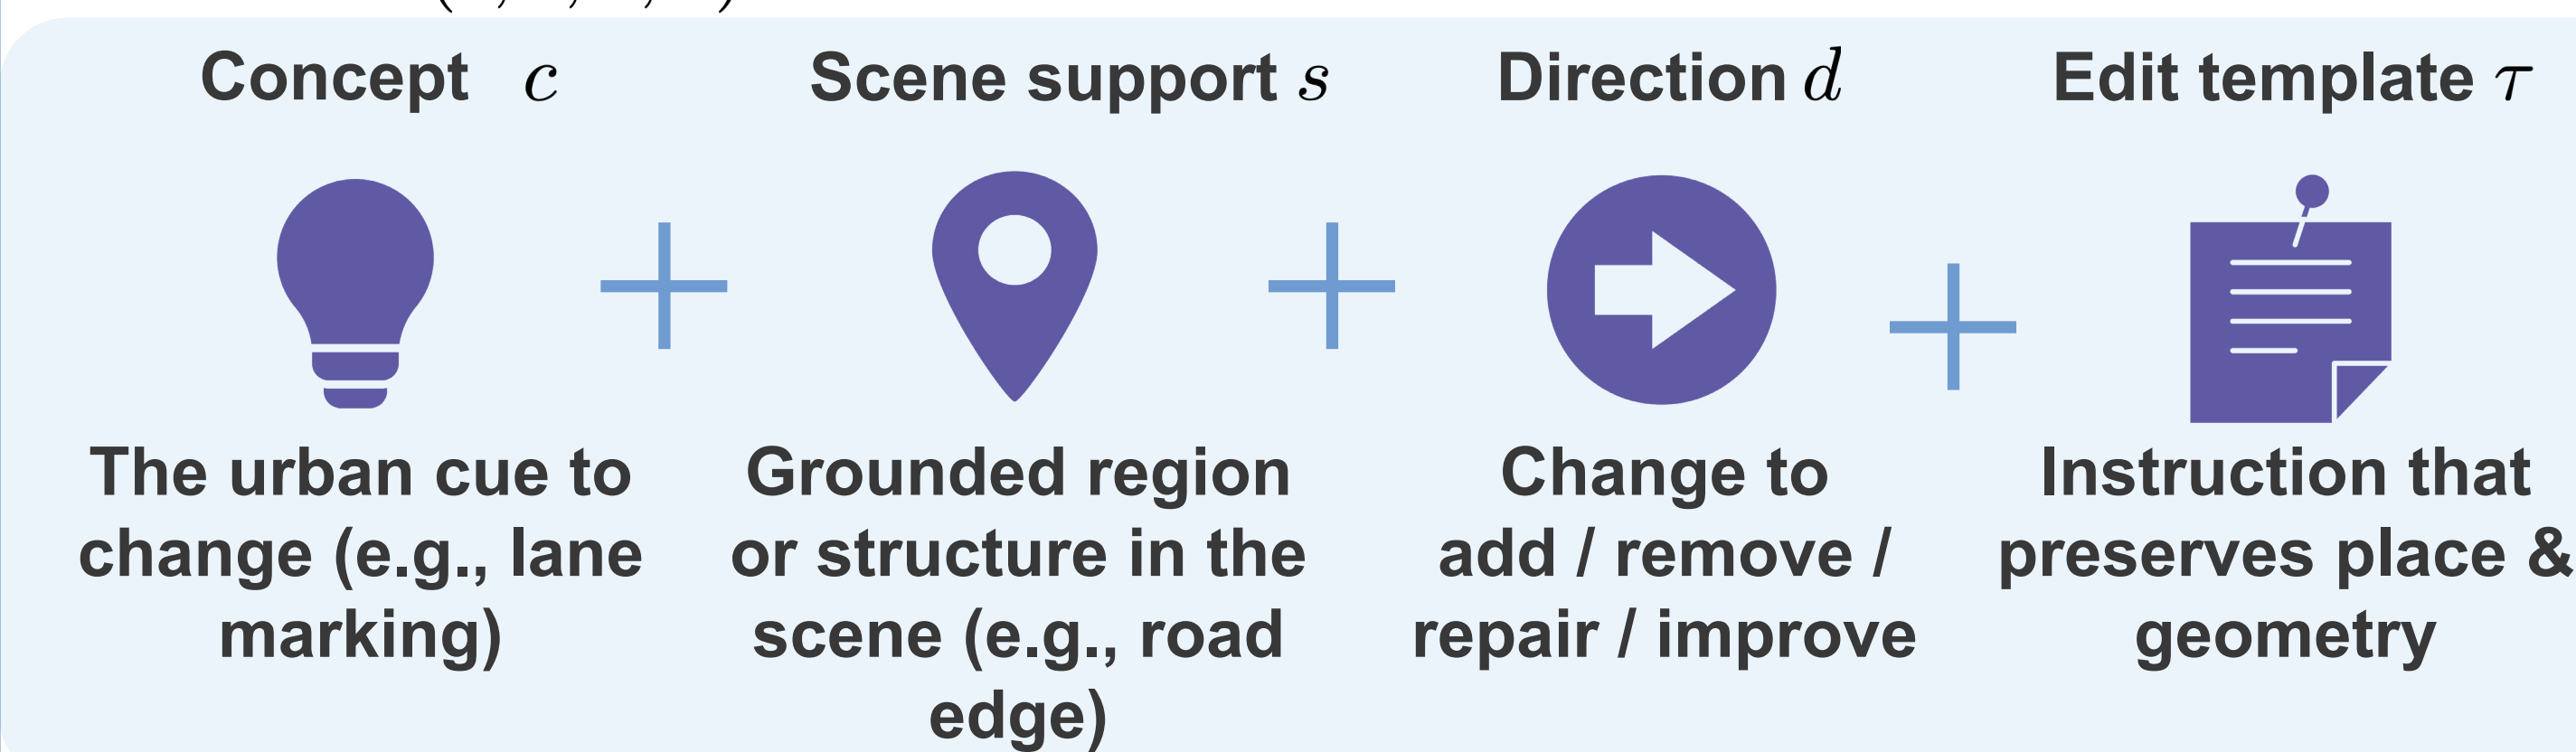 Concept c
Scene support s
Direction d
Edit template τ
The urban cue to
change (e.g., lane
marking)
Grounded region
or structure in the
scene (e.g., road
edge)
Change to
add / remove /
repair / improve
Instruction that
preserves place &
geometry